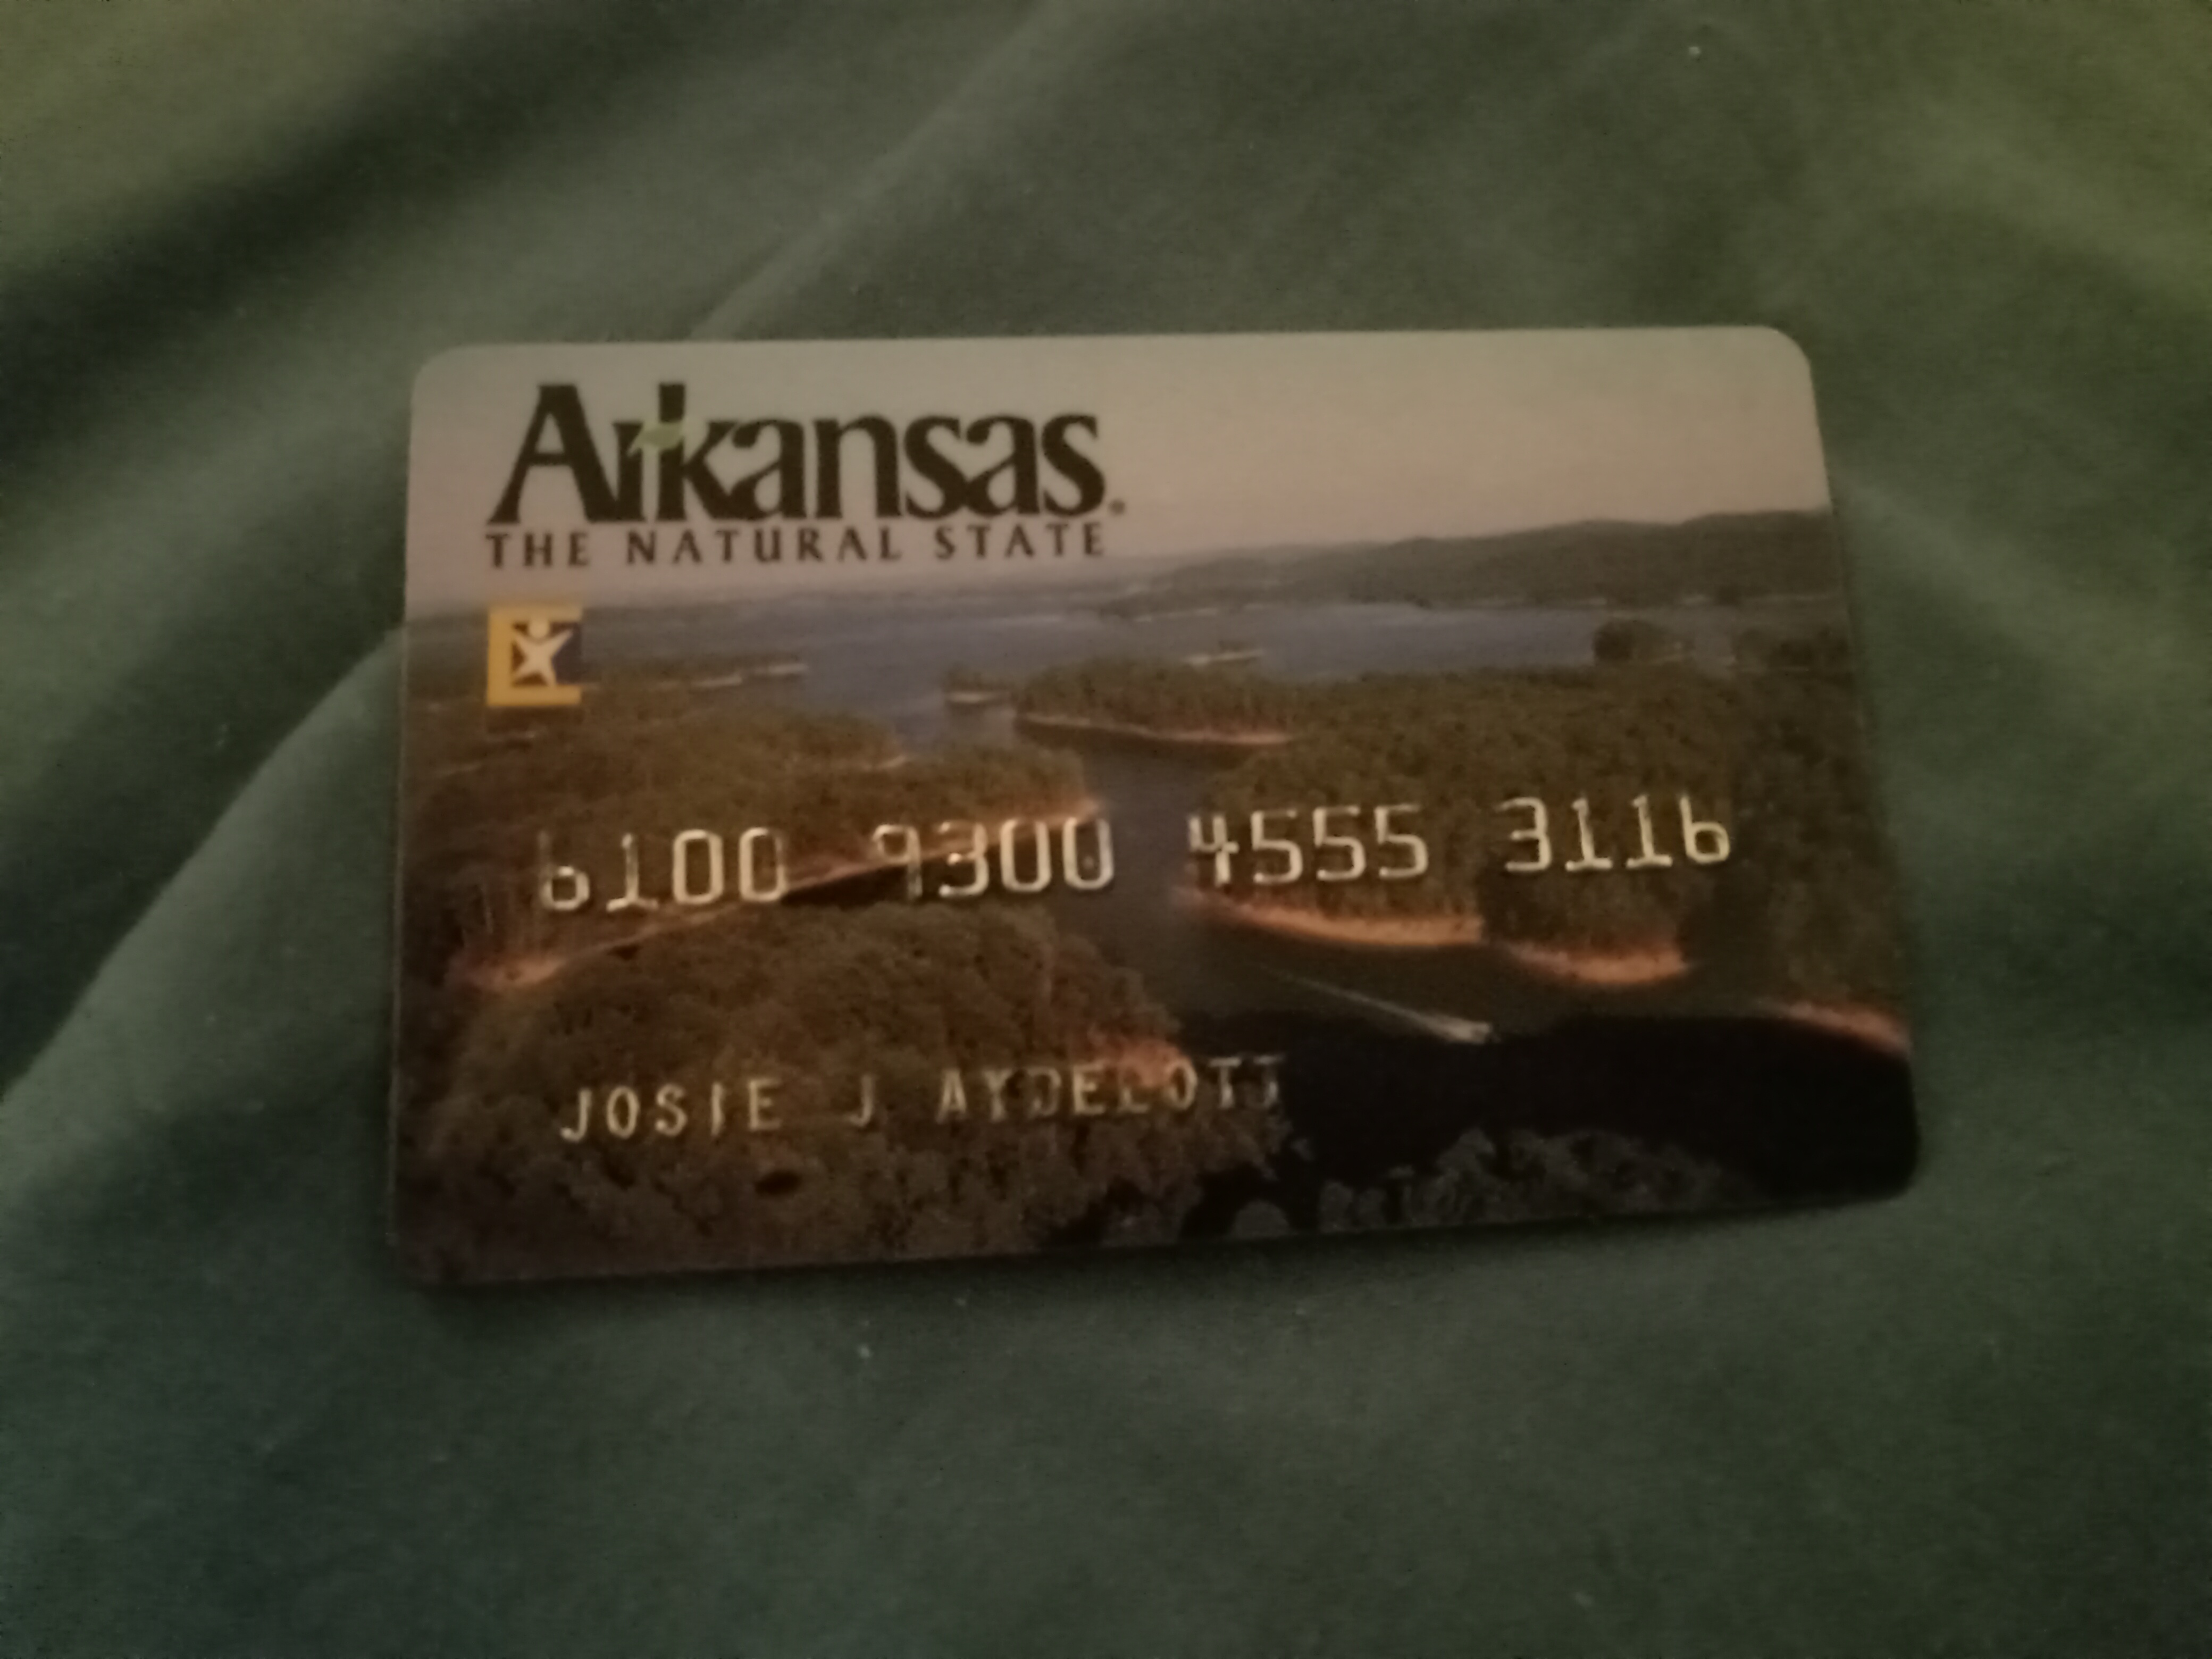 Arkansas.
THE NATURAL STATE
6100 9300 4555 3116
JOSIE J AYDELOTT